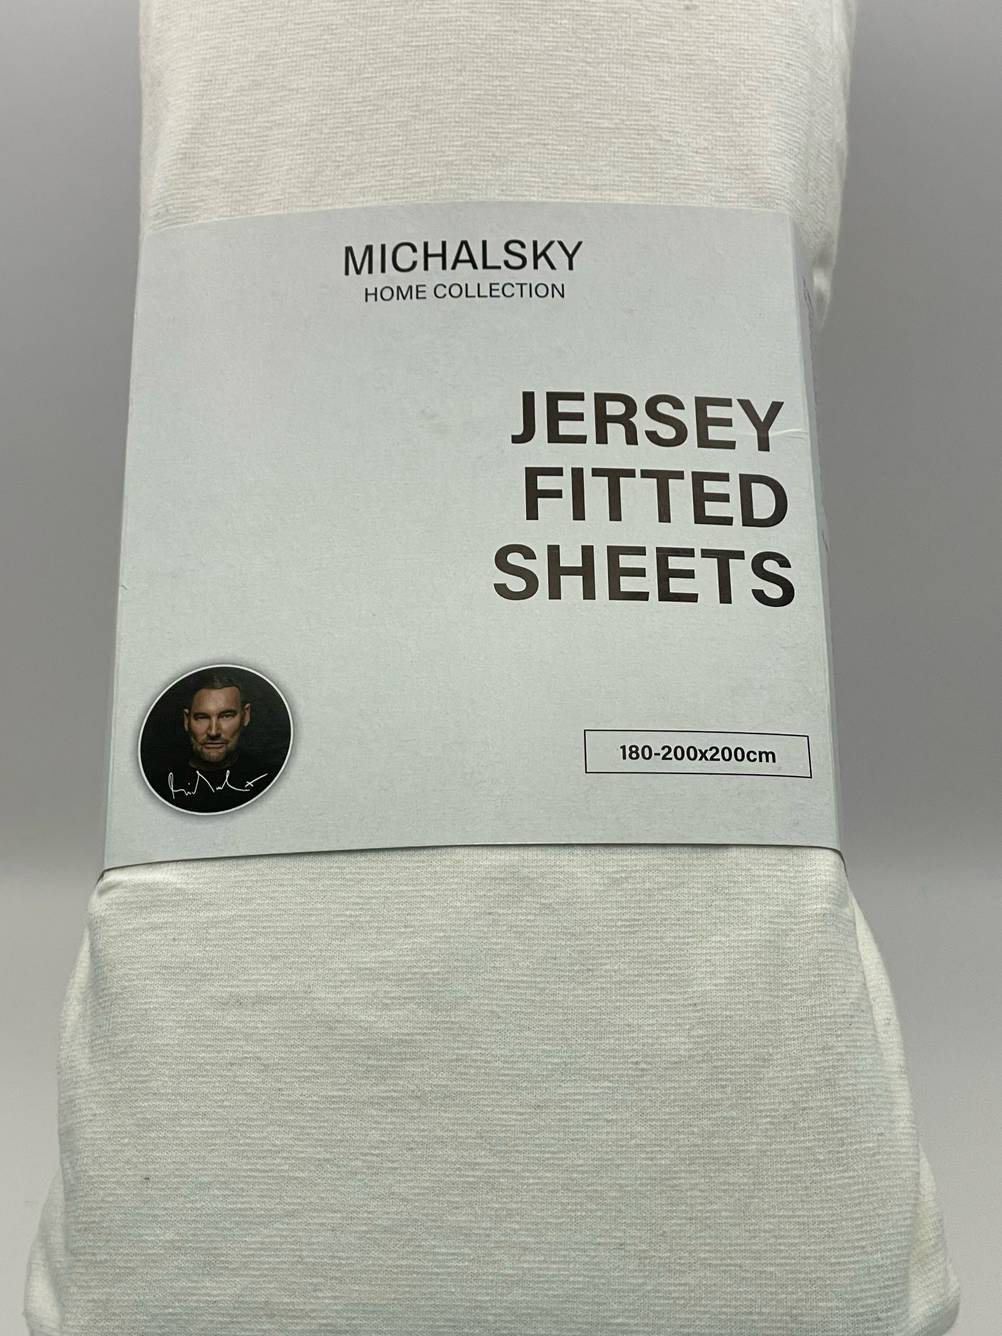 MICHALSKY
HOME COLLECTION
JERSEY
FITTED
SHEETS
180-200x200cm